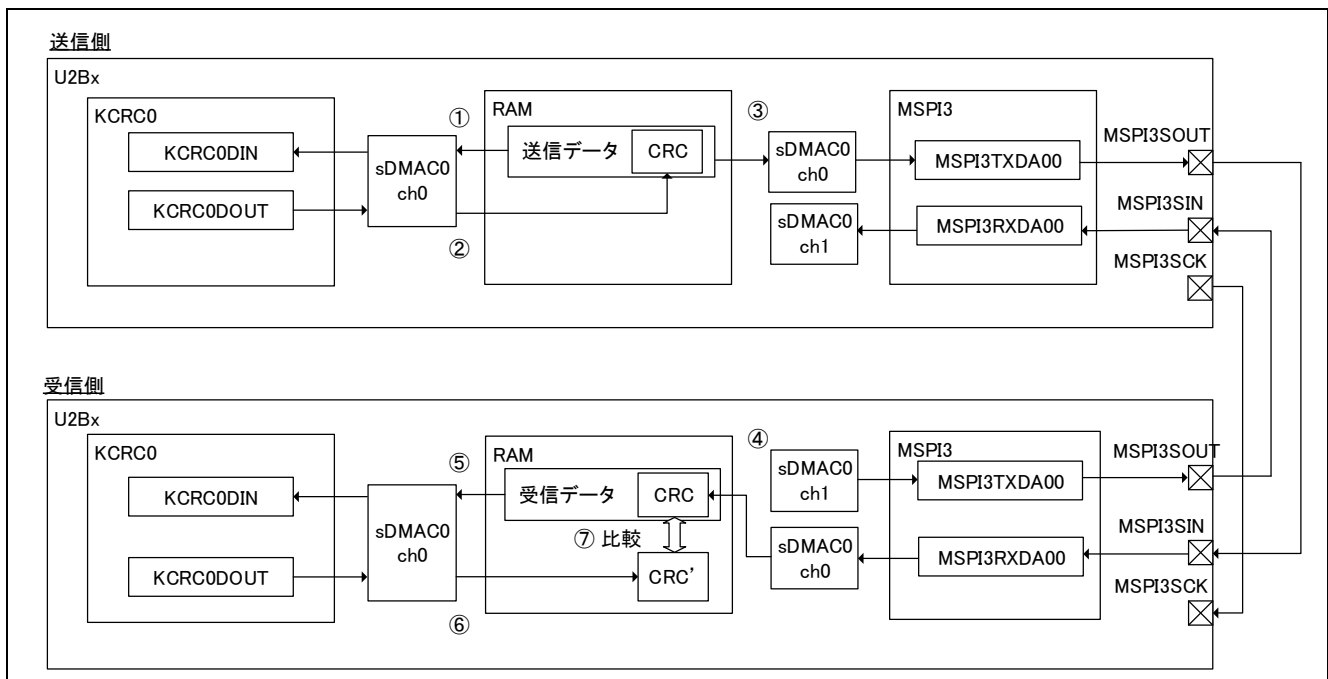 送信側
U2Bx
KCRC0
KCRC0DIN
KCRC0DOUT
①
sDMAC0
ch0
②
RAM
送信データ
CRC
③
sDMAC0
ch0
sDMAC0
ch1
MSPI3
MSPI3TXDA00
MSPI3RXDA00
MSPI3SOUT
MSPI3SIN
MSPI3SCK
受信側
U2Bx
KCRC0
KCRC0DIN
KCRC0DOUT
⑤
sDMAC0
ch0
⑥
RAM
受信データ
CRC
⑦ 比較
CRC'
④
sDMAC0
ch1
sDMAC0
ch0
MSPI3
MSPI3TXDA00
MSPI3RXDA00
MSPI3SOUT
MSPI3SIN
MSPI3SCK